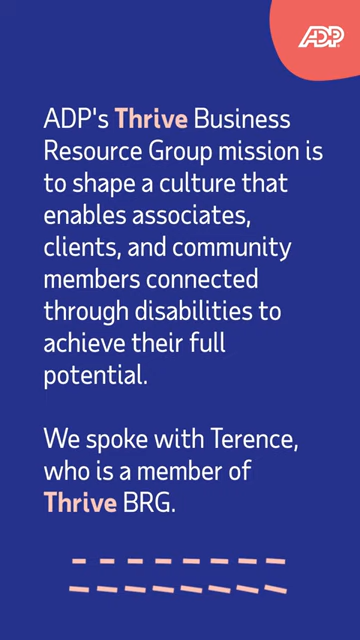 ADP
ADP's Thrive Business
Resource Group mission is
to shape a culture that
enables associates,
clients, and community
members connected
through disabilities to
achieve their full
potential.
We spoke with Terence,
who is a member of
Thrive BRG.